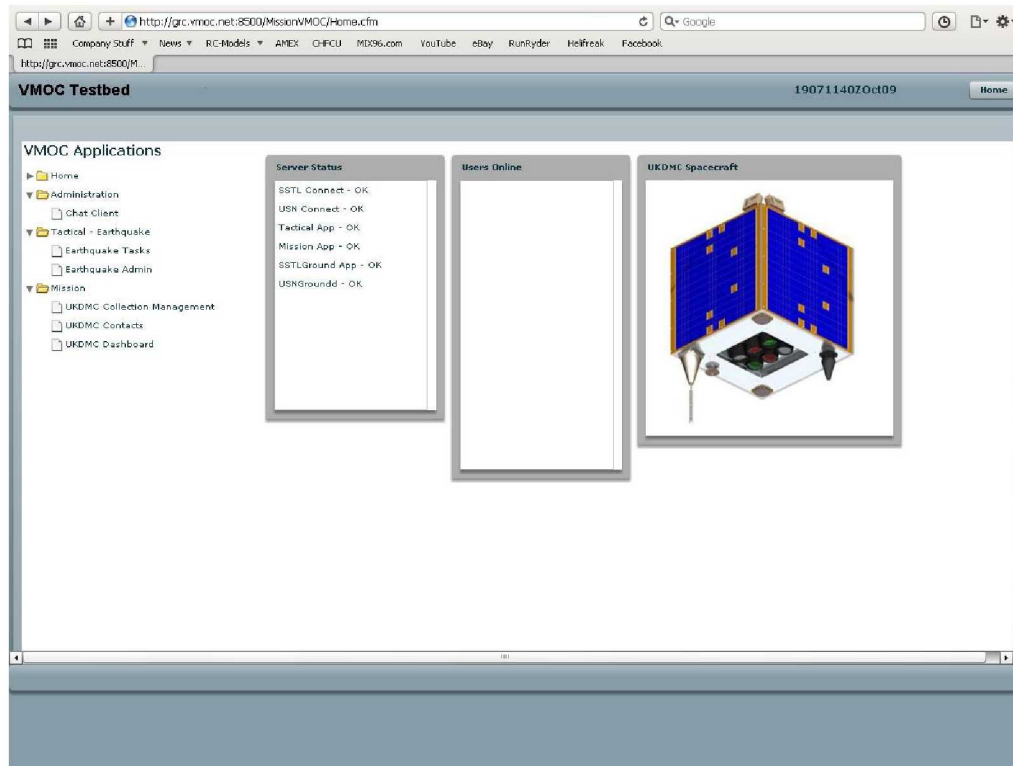 http://grc.vmoc.net:8500/MissionVMOC/Home.cfm
Google
Company Stuff News RC-Models AMEX CHFCU MIX96.com YouTube eBay RunRyder Helifreak Facebook
http://grc.vmoc.net:8500/M...
VMOC Testbed
19071140ZOct09
Home
VMOC Applications
Home
Administration
Chat Client
Tactical - Earthquake
Earthquake Tasks
Earthquake Admin
Mission
UKDMC Collection Management
UKDMC Contacts
UKDMC Dashboard
Server Status
SSTL Connect - OK
USN Connect - OK
Tactical App - OK
Mission App - OK
SSTLGround App - OK
USNGroundd - OK
Users Online
UKDMC Spacecraft